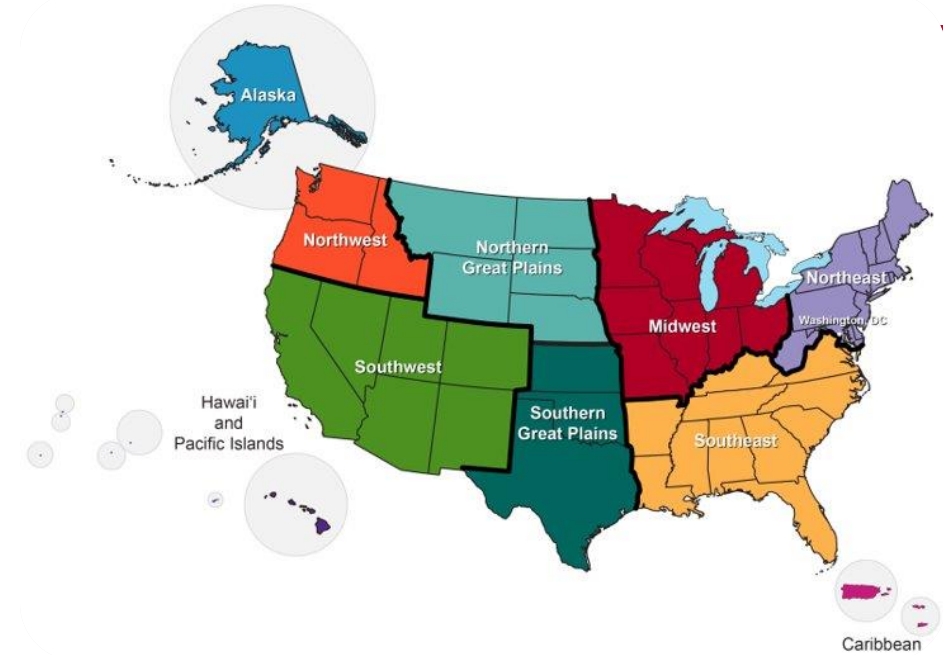 Alaska
Northwest
Northern
Great Plains
Northeast
Washington, DC
Midwest
Southwest
Hawai'i
and
Pacific Islands
Southern
Great Plains
Southeast
Caribbean